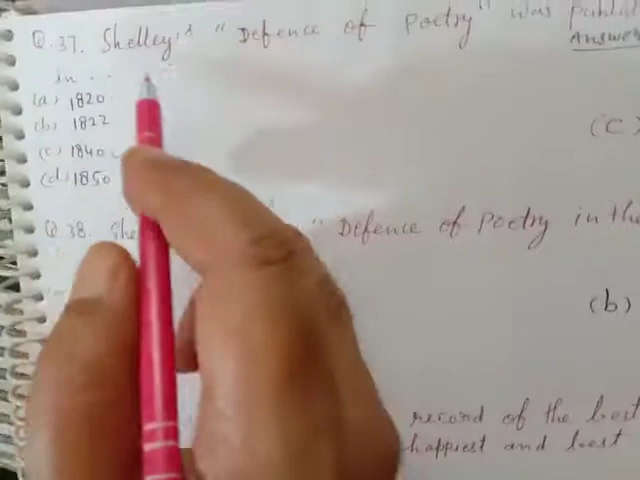 Q.37. Shelley's "Defence of Poetry" was Publi
Answer
in . .
(a) 1820
(b) 1822
(c) 1840
(c)
(d) 1850
Q.38. She "Defence of Poetry in the
(b)
record of the best
happiest and best